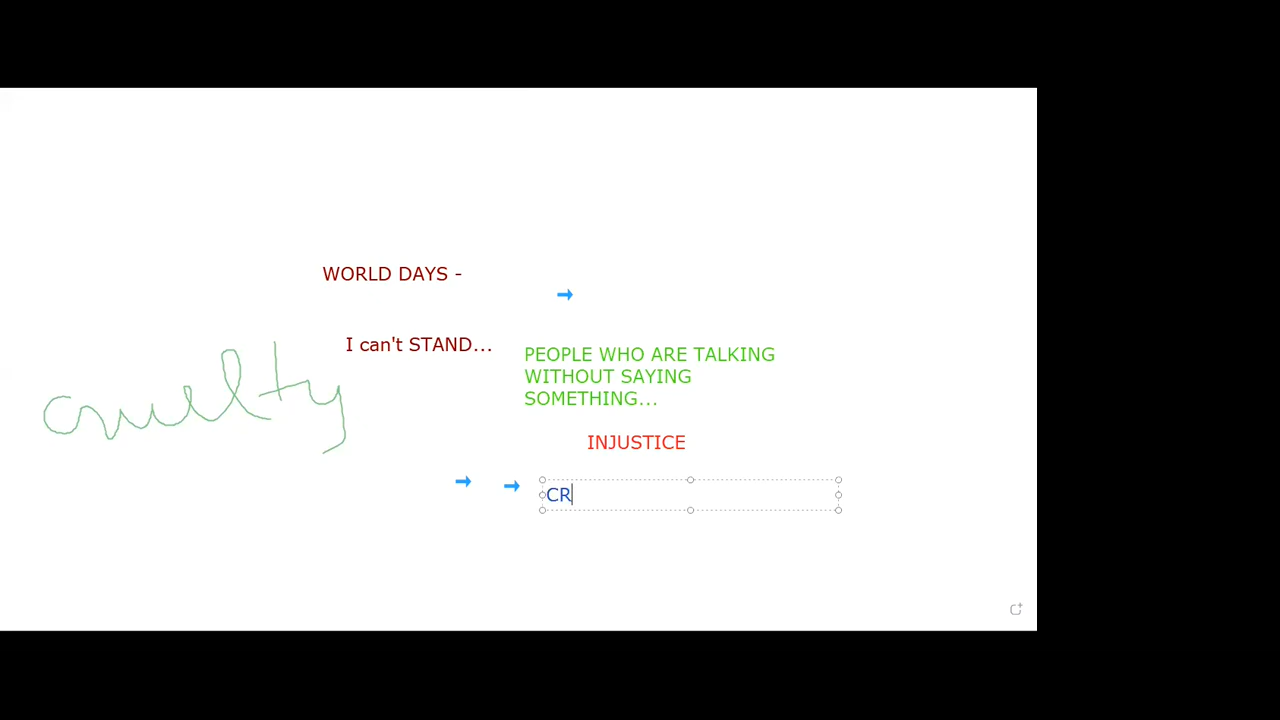 WORLD DAYS -
I can't STAND...
PEOPLE WHO ARE TALKING
WITHOUT SAYING
SOMETHING...
cruelty
INJUSTICE
CR